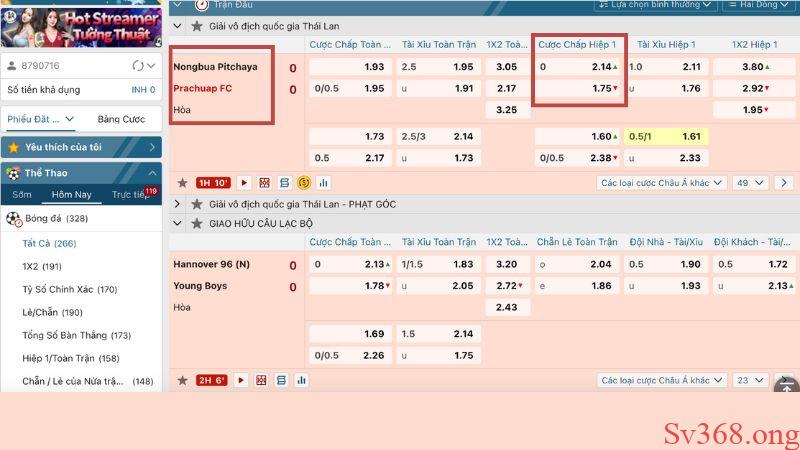 Trận Đấu
Lựa chọn bình thường
Hai Dòng
Hot Streamer
Tường Thuật
Giải vô địch quốc gia Thái Lan
Cược Chấp Toàn ... Tài Xỉu Toàn Trận 1X2 Toà... Cược Chấp Hiệp 1 Tài Xỉu Hiệp 1 1X2 Hiệp 1
8790716
Số tiền khả dụng INH 0
Nongbua Pitchaya 0 1.93 2.5 1.95 3.05 0 2.14 1.0 2.11 3.80
Prachuap FC 0 0/0.5 1.95 u 1.91 2.17 1.75 u 1.76 2.92
Hòa 3.25 1.95
Phiếu Đặt ... Bảng Cược
1.73 2.5/3 2.14 1.60 0.5/1 1.61
Yêu thích của tôi
0.5 2.17 u 1.73 0/0.5 2.38 u 2.33
Thể Thao
1H 10' Các loại cược Châu Á khác 49
Sớm Hôm Nay Trực tiếp 119
Giải vô địch quốc gia Thái Lan - PHẠT GÓC
Bóng đá (328)
GIAO HỮU CÂU LẠC BỘ
Tất Cả (266)
Cược Chấp Toàn ... Tài Xỉu Toàn Trận 1X2 Toà... Chẵn Lẻ Toàn Trận Đội Nhà - Tài/Xỉu Đội Khách - Tài/...
1X2 (191)
Hannover 96 (N) 0 0 2.13 1/1.5 1.83 3.20 o 2.04 0.5 1.90 0.5 1.72
Tỷ Số Chính Xác (170)
Young Boys 0 1.78 u 2.05 2.72 e 1.86 u 1.93 u 2.13
Hòa 2.43
Lẻ/Chẵn (190)
Tổng Số Bàn Thắng (173)
1.69 1.5 2.14
Hiệp 1/Toàn Trận (158)
0/0.5 2.26 u 1.75
Chẵn / Lẻ của Nửa trậ... (148)
2H 6' Các loại cược Châu Á khác 23
Sv368.ong